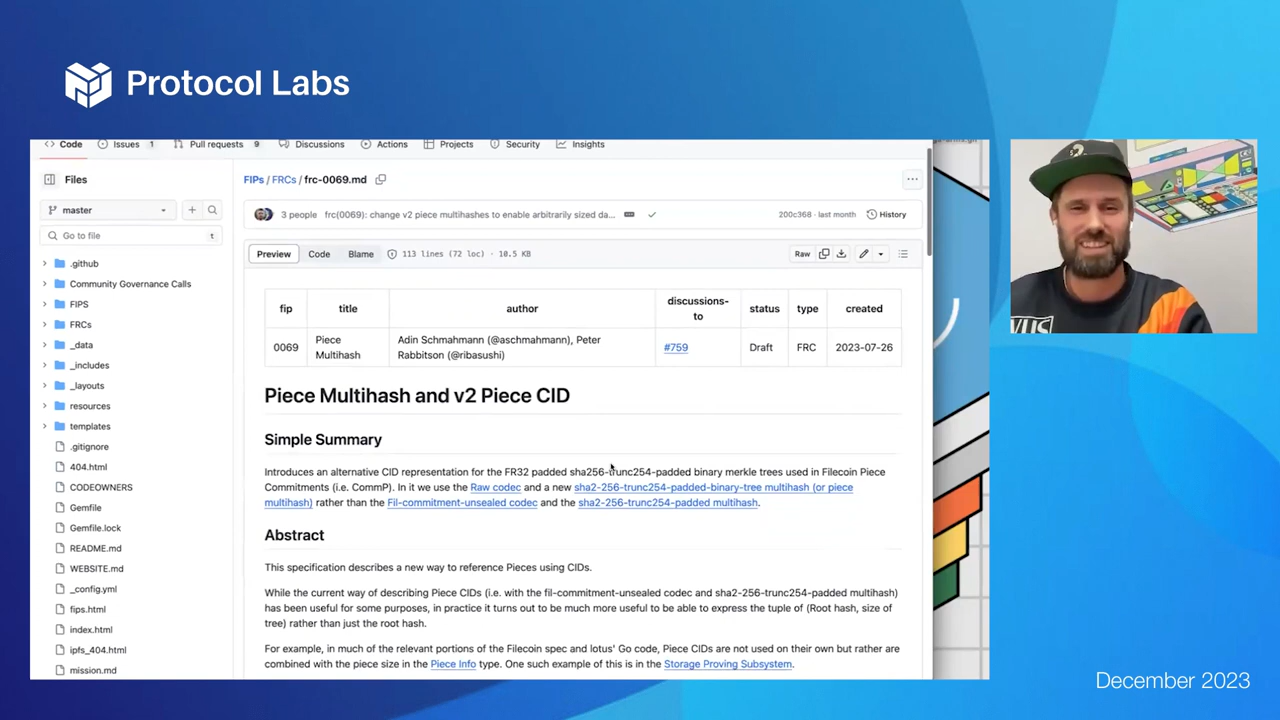 Protocol Labs
Code Issues 1 Pull requests 9 Discussions Actions Projects Security Insights
Files
master
Go to file t
.github
Community Governance Calls
FIPS
FRCs
_data
_includes
_layouts
resources
templates
.gitignore
404.html
CODEOWNERS
Gemfile
Gemfile.lock
README.md
WEBSITE.md
_config.yml
fips.html
index.html
ipfs_404.html
mission.md
FIPs / FRCs / frc-0069.md
3 people frc(0069): change v2 piece multihashes to enable arbitrarily sized da... 200c368 · last month History
Preview Code Blame 113 lines (72 loc) · 10.5 KB Raw
fip title author discussions-to status type created
0069 Piece Multihash Adin Schmahmann (@aschmahmann), Peter Rabbitson (@ribasushi) #759 Draft FRC 2023-07-26
Piece Multihash and v2 Piece CID
Simple Summary
Introduces an alternative CID representation for the FR32 padded sha256-trunc254-padded binary merkle trees used in Filecoin Piece
Commitments (i.e. CommP). In it we use the Raw codec and a new sha2-256-trunc254-padded-binary-tree multihash (or piece
multihash) rather than the Fil-commitment-unsealed codec and the sha2-256-trunc254-padded multihash.
Abstract
This specification describes a new way to reference Pieces using CIDs.
While the current way of describing Piece CIDs (i.e. with the fil-commitment-unsealed codec and sha2-256-trunc254-padded multihash)
has been useful for some purposes, in practice it turns out to be much more useful to be able to express the tuple of (Root hash, size of
tree) rather than just the root hash.
For example, in much of the relevant portions of the Filecoin spec and lotus' Go code, Piece CIDs are not used on their own but rather are
combined with the piece size in the Piece Info type. One such example of this is in the Storage Proving Subsystem.
December 2023